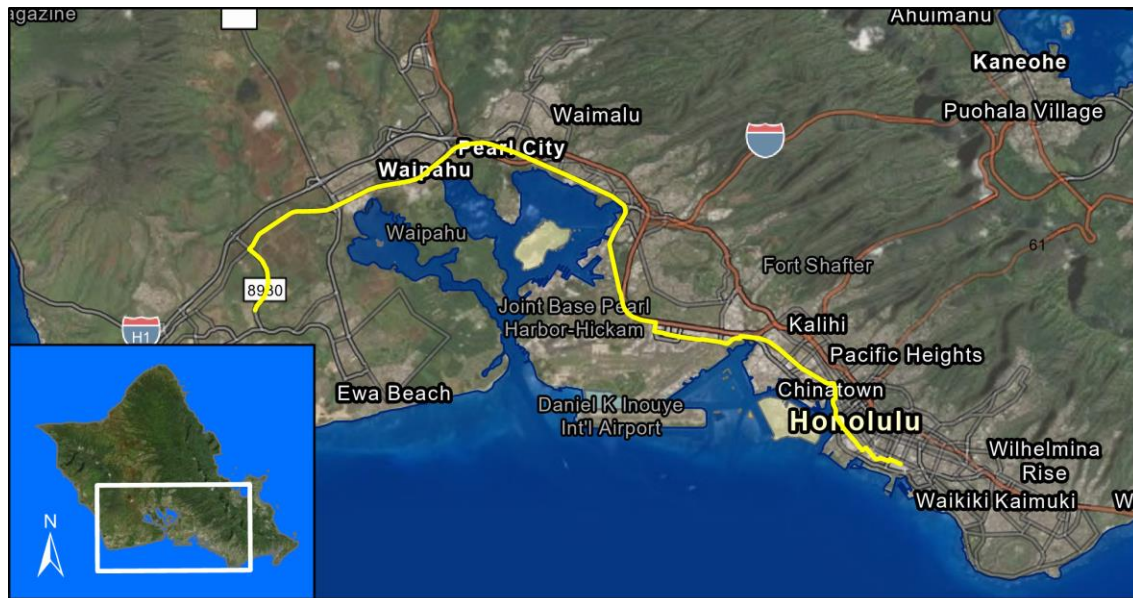 agazine
Ahuimanu
Kaneohe
Puohala Village
Waimalu
Pearl City
Waipahu
Waipahu
61
Fort Shafter
8930
Joint Base Pearl
Harbor-Hickam
H1
Kalihi
Pacific Heights
Chinatown
Ewa Beach
Daniel K Inouye
Int'l Airport
Honolulu
Wilhelmina
Rise
Waikiki
Kaimuki
W
N